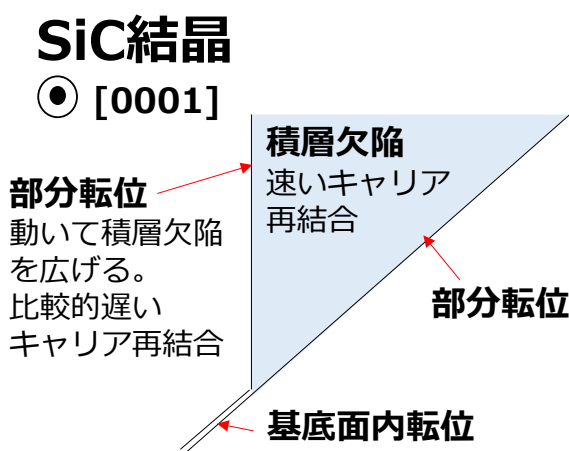 SiC結晶
[0001]
積層欠陥
速いキャリア
再結合
部分転位
動いて積層欠陥
を広げる。
比較的遅い
キャリア再結合
部分転位
基底面内転位